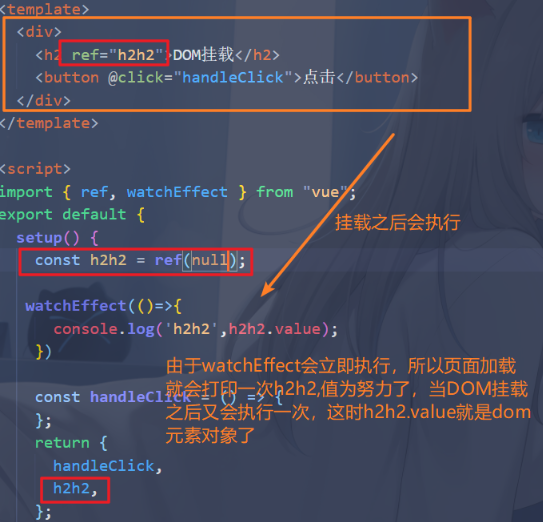 <template>
<div>
<h2 ref="h2h2">DOM挂载</h2>
<button @click="handleClick">点击</button>
</div>
</template>
<script>
import { ref, watchEffect } from "vue";
export default {
挂载之后会执行
setup() {
const h2h2 = ref(null);
watchEffect(()=>{
console.log('h2h2',h2h2.value);
})
由于watchEffect会立即执行，所以页面加载
就会打印一次h2h2,值为努力了，当DOM挂载
之后又会执行一次，这时h2h2.value就是dom
元素对象了
const handleClick = () => {
};
return {
handleClick,
h2h2,
};